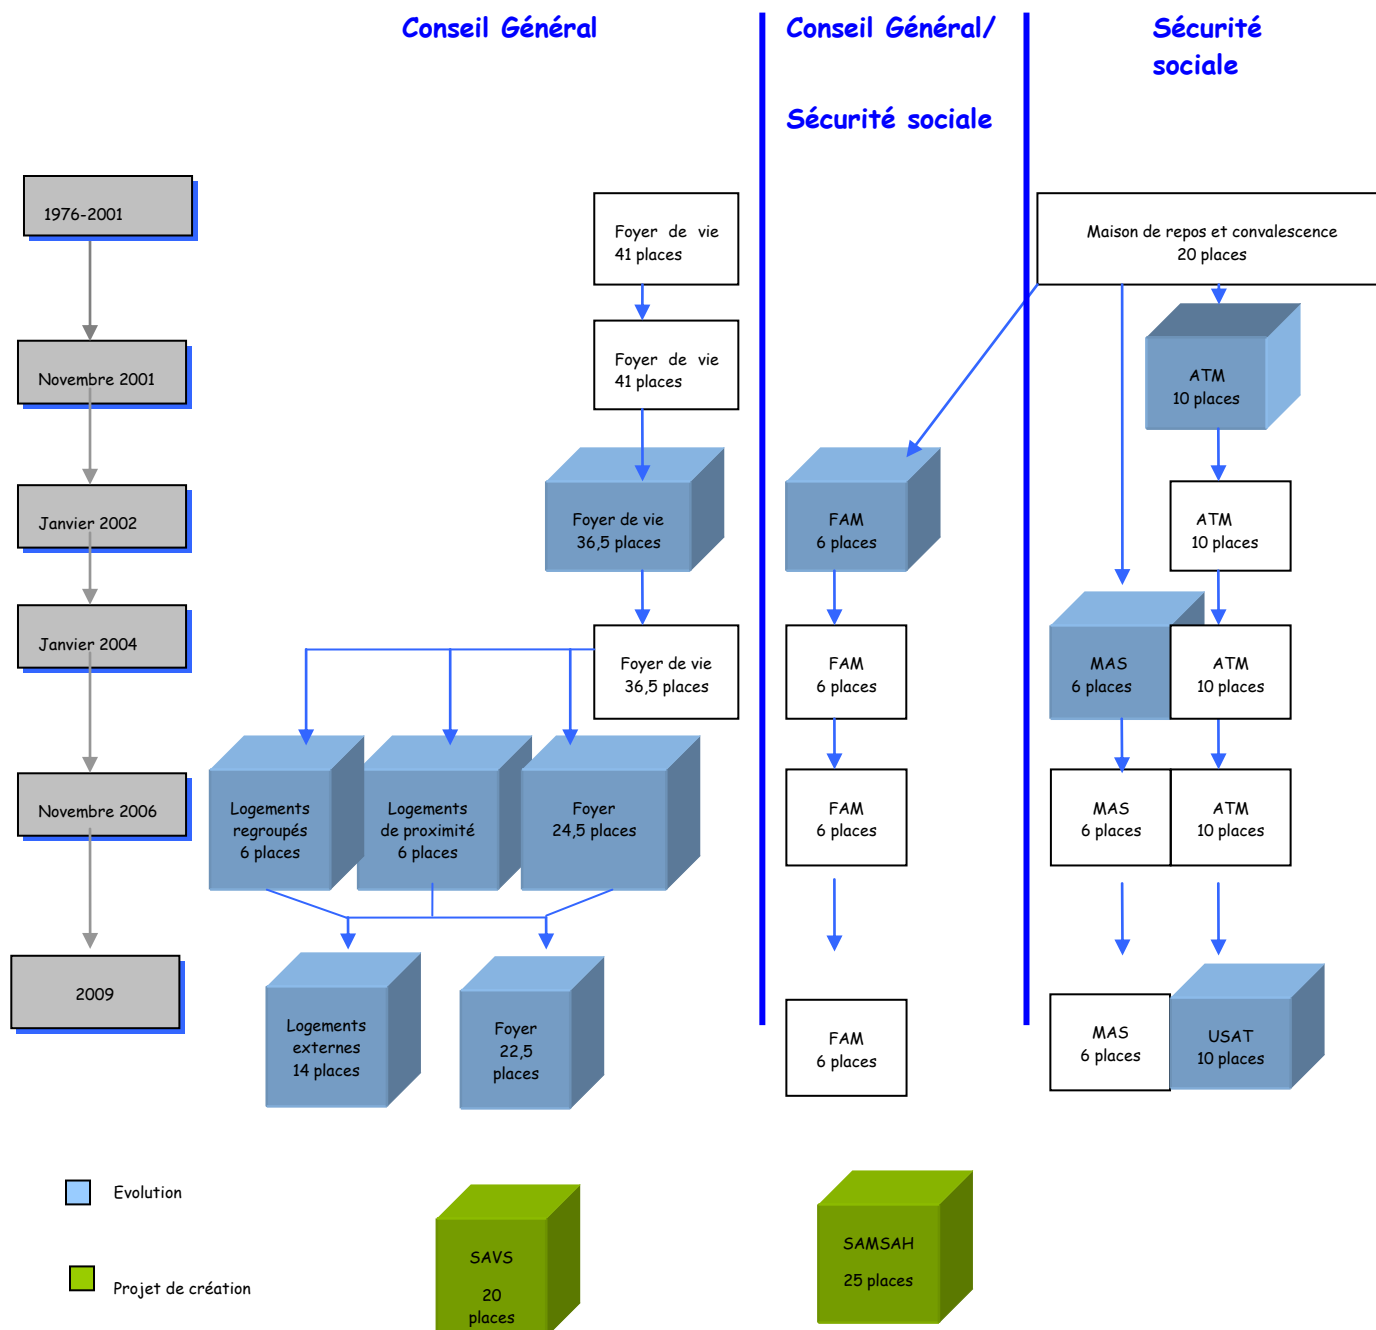 Conseil Général
Conseil Général/
Sécurité sociale
Sécurité
sociale
1976-2001
Foyer de vie
41 places
Maison de repos et convalescence
20 places
Novembre 2001
Foyer de vie
41 places
ATM
10 places
Janvier 2002
Foyer de vie
36,5 places
FAM
6 places
ATM
10 places
Janvier 2004
Foyer de vie
36,5 places
FAM
6 places
MAS
6 places
ATM
10 places
Novembre 2006
Logements
regroupés
6 places
Logements
de proximité
6 places
Foyer
24,5 places
FAM
6 places
MAS
6 places
ATM
10 places
2009
Logements
externes
14 places
Foyer
22,5
places
FAM
6 places
MAS
6 places
USAT
10 places
Evolution
Projet de création
SAVS
20
places
SAMSAH
25 places